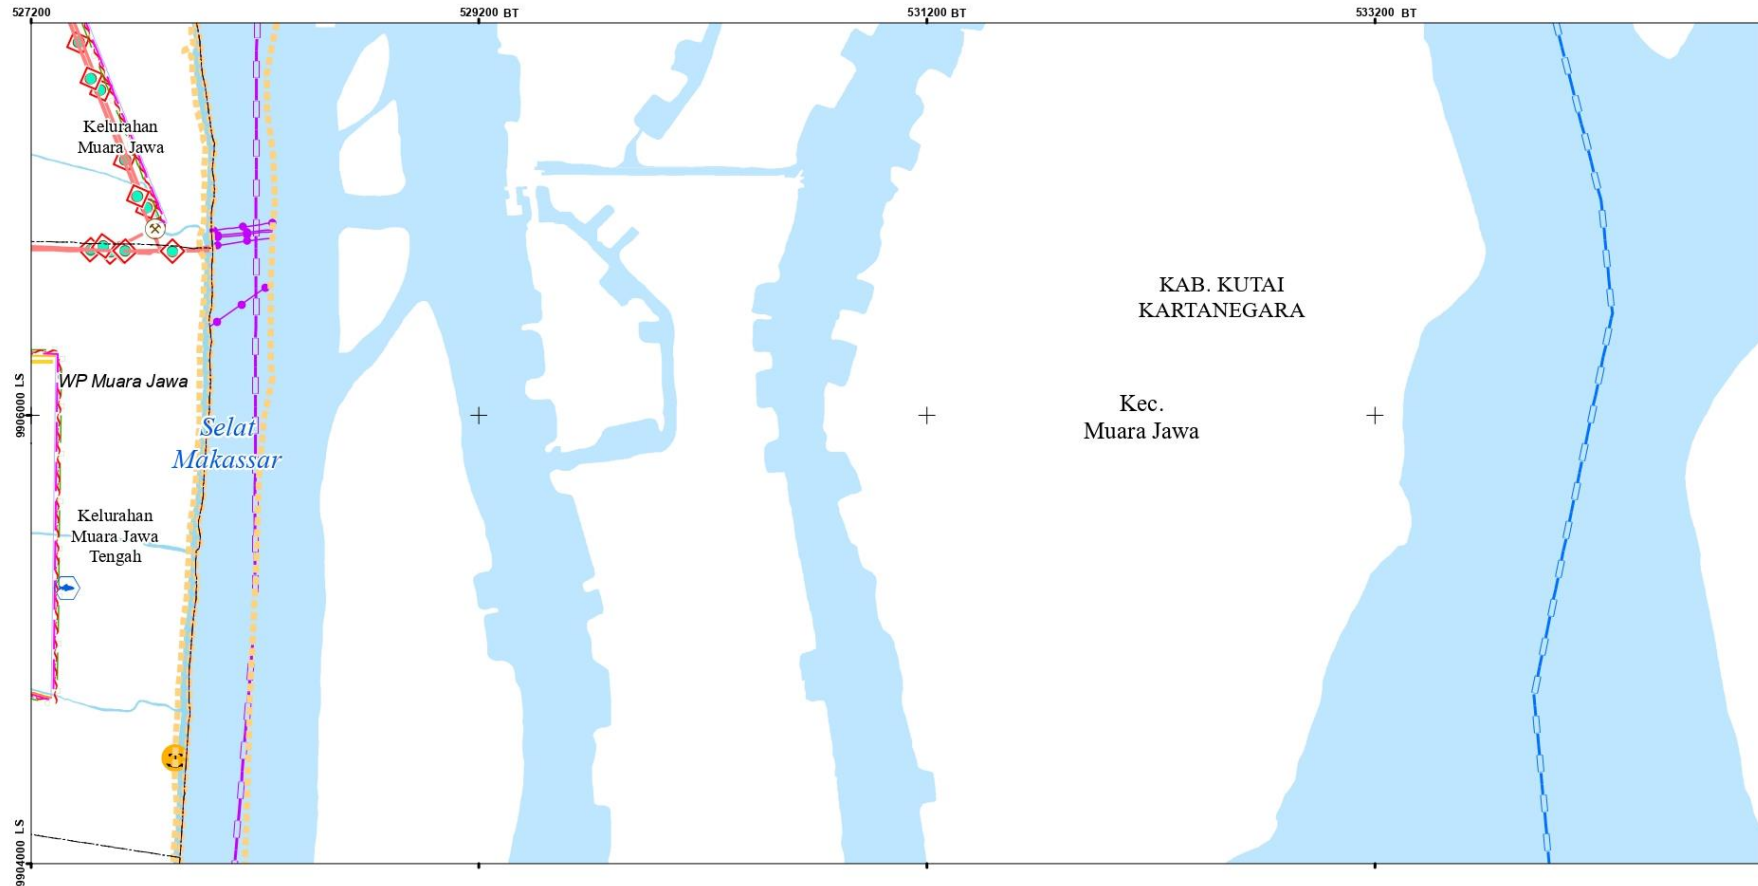 527200
529200 BT
531200 BT
533200 BT
Kelurahan
Muara Jawa
KAB. KUTAI
KARTANEGARA
WP Muara Jawa
9906000 LS
Kec.
Muara Jawa
Selat
Makassar
Kelurahan
Muara Jawa
Tengah
9904000 LS